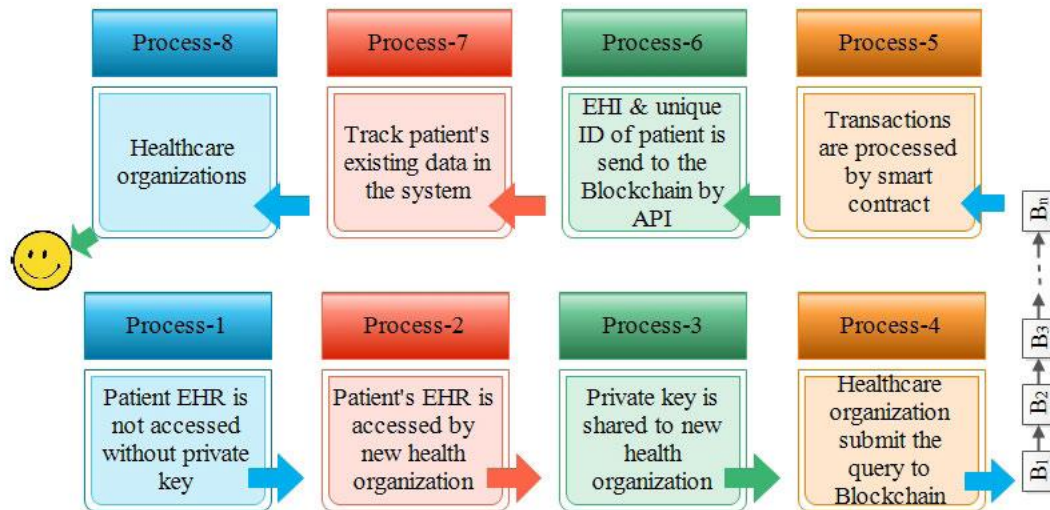 Process-8
Process-7
Process-6
Process-5
Healthcare
organizations
Track patient's
existing data in
the system
EHI & unique
ID of patient is
send to the
Blockchain by
API
Transactions
are processed
by smart
contract
Process-1
Process-2
Process-3
Process-4
Patient EHR is
not accessed
without private
key
Patient's EHR is
accessed by
new health
organization
Private key is
shared to new
health
organization
Healthcare
organization
submit the
query to
Blockchain
B1
B2
B3
Bn